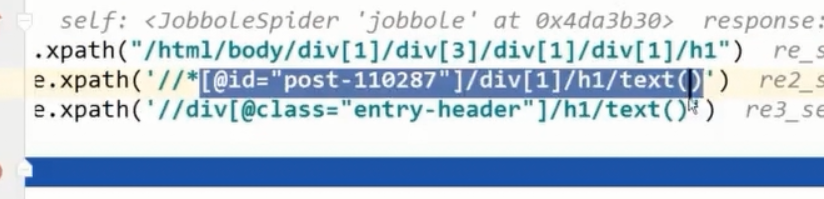 self: <JobboleSpider 'jobbole' at 0x4da3b30> response:
.xpath("/html/body/div[1]/div[3]/div[1]/div[1]/h1") re_s
e.xpath('//*[@id="post-110287"]/div[1]/h1/text()') re2_s
e.xpath('//div[@class="entry-header"]/h1/text()') re3_se